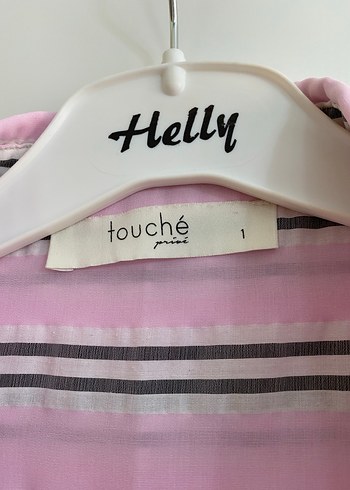 Helly
touché
privé
1